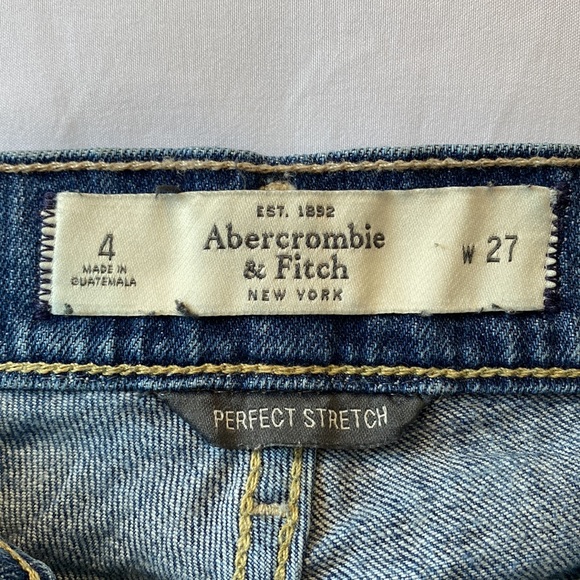 EST. 1892
Abercrombie
& Fitch
NEW YORK
4
MADE IN
GUATEMALA
W 27
PERFECT STRETCH